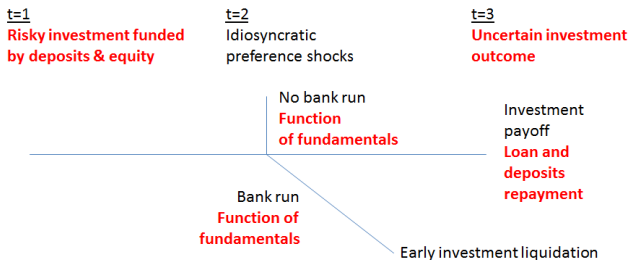 t=1
Risky investment funded
by deposits & equity
t=2
Idiosyncratic
preference shocks
t=3
Uncertain investment
outcome
No bank run
Function
of fundamentals
Investment
payoff
Loan and
deposits
repayment
Bank run
Function of
fundamentals
Early investment liquidation